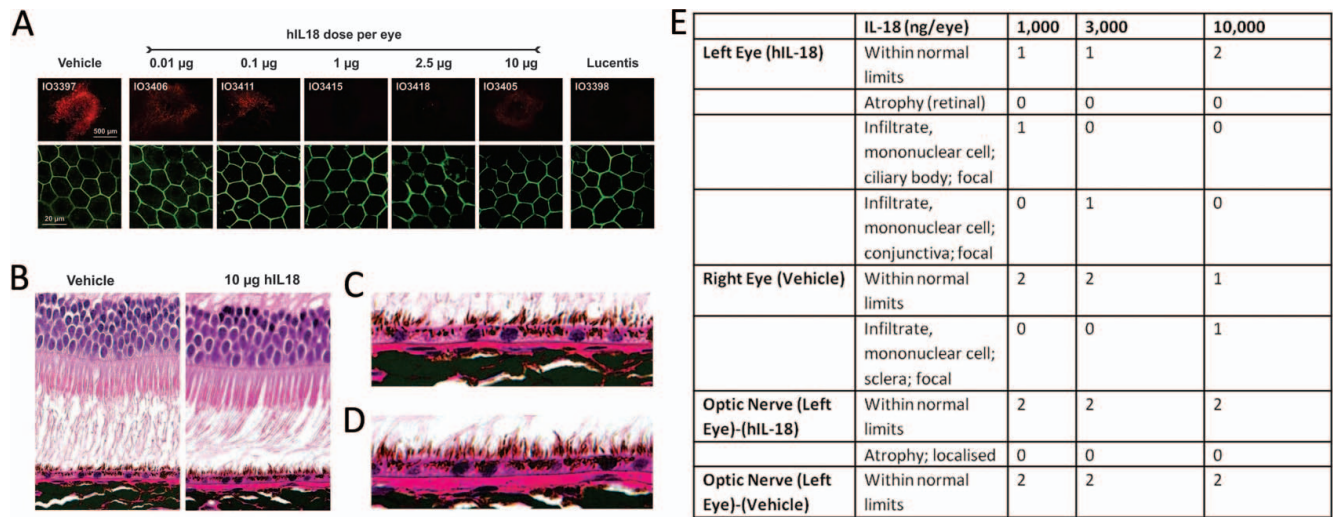 A
hIL18 dose per eye
Vehicle 0.01 µg 0.1 µg 1 µg 2.5 µg 10 µg Lucentis
IO3397 IO3406 IO3411 IO3415 IO3418 IO3405 IO3398
500 µm
20 µm
B
Vehicle 10 µg hIL18
C
D
E
IL-18 (ng/eye) 1,000 3,000 10,000
Left Eye (hIL-18) Within normal 1 1 2
limits
Atrophy (retinal) 0 0 0
Infiltrate, 1 0 0
mononuclear cell;
ciliary body; focal
Infiltrate, 0 1 0
mononuclear cell;
conjunctiva; focal
Right Eye (Vehicle) Within normal 2 2 1
limits
Infiltrate, 0 0 1
mononuclear cell;
sclera; focal
Optic Nerve (Left Within normal 2 2 2
Eye)-(hIL-18) limits
Atrophy; localised 0 0 0
Optic Nerve (Left Within normal 2 2 2
Eye)-(Vehicle) limits